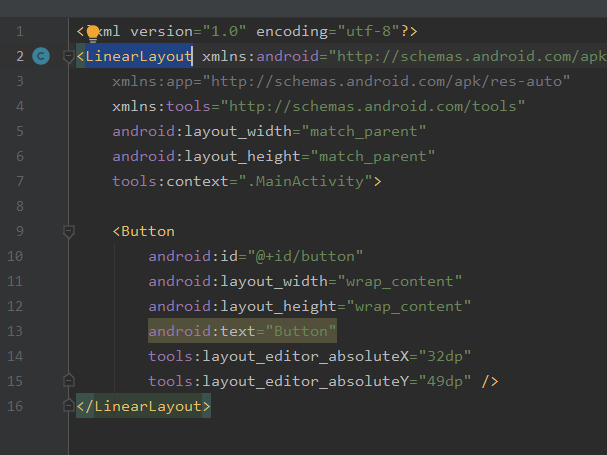 1 <?xml version="1.0" encoding="utf-8"?>
2 C <LinearLayout xmlns:android="http://schemas.android.com/apk
3 xmlns:app="http://schemas.android.com/apk/res-auto"
4 xmlns:tools="http://schemas.android.com/tools"
5 android:layout_width="match_parent"
6 android:layout_height="match_parent"
7 tools:context=".MainActivity">
8
9 <Button
10 android:id="@+id/button"
11 android:layout_width="wrap_content"
12 android:layout_height="wrap_content"
13 android:text="Button"
14 tools:layout_editor_absoluteX="32dp"
15 tools:layout_editor_absoluteY="49dp" />
16 </LinearLayout>